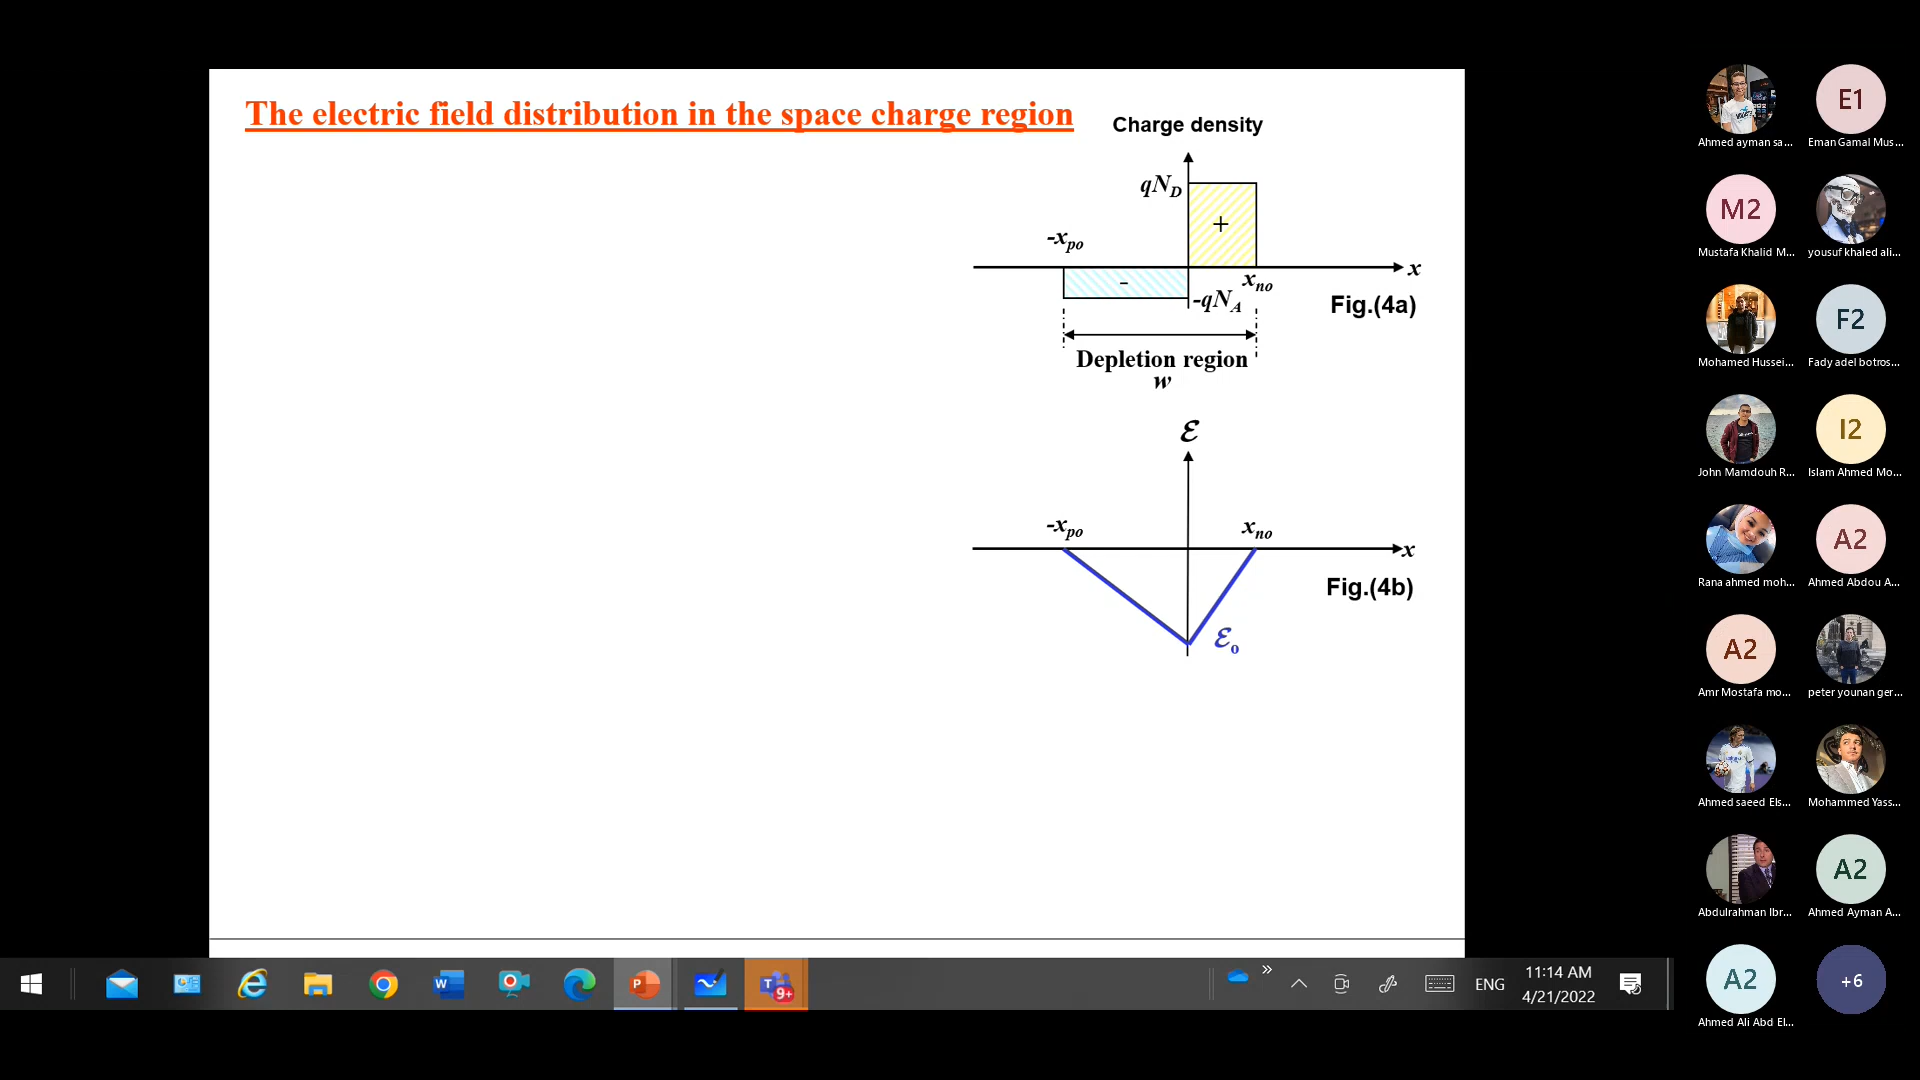 The electric field distribution in the space charge region
Charge density
qN_D
+
-x_po
x
-
x_no
-qN_A
Fig.(4a)
Depletion region
w
ℰ
-x_po
x_no
x
Fig.(4b)
ℰ_o
E1
Ahmed ayman sa...
Eman Gamal Mus...
M2
Mustafa Khalid M...
yousuf khaled ali...
F2
Mohamed Hussei...
Fady adel botros...
I2
John Mamdouh R...
Islam Ahmed Mo...
A2
Rana ahmed moh...
Ahmed Abdou A...
A2
Amr Mostafa mo...
peter younan ger...
Ahmed saeed Els...
Mohammed Yass...
A2
Abdulrahman Ibr...
Ahmed Ayman A...
A2
+6
Ahmed Ali Abd El...
W
P
T
9+
ENG
11:14 AM
4/21/2022